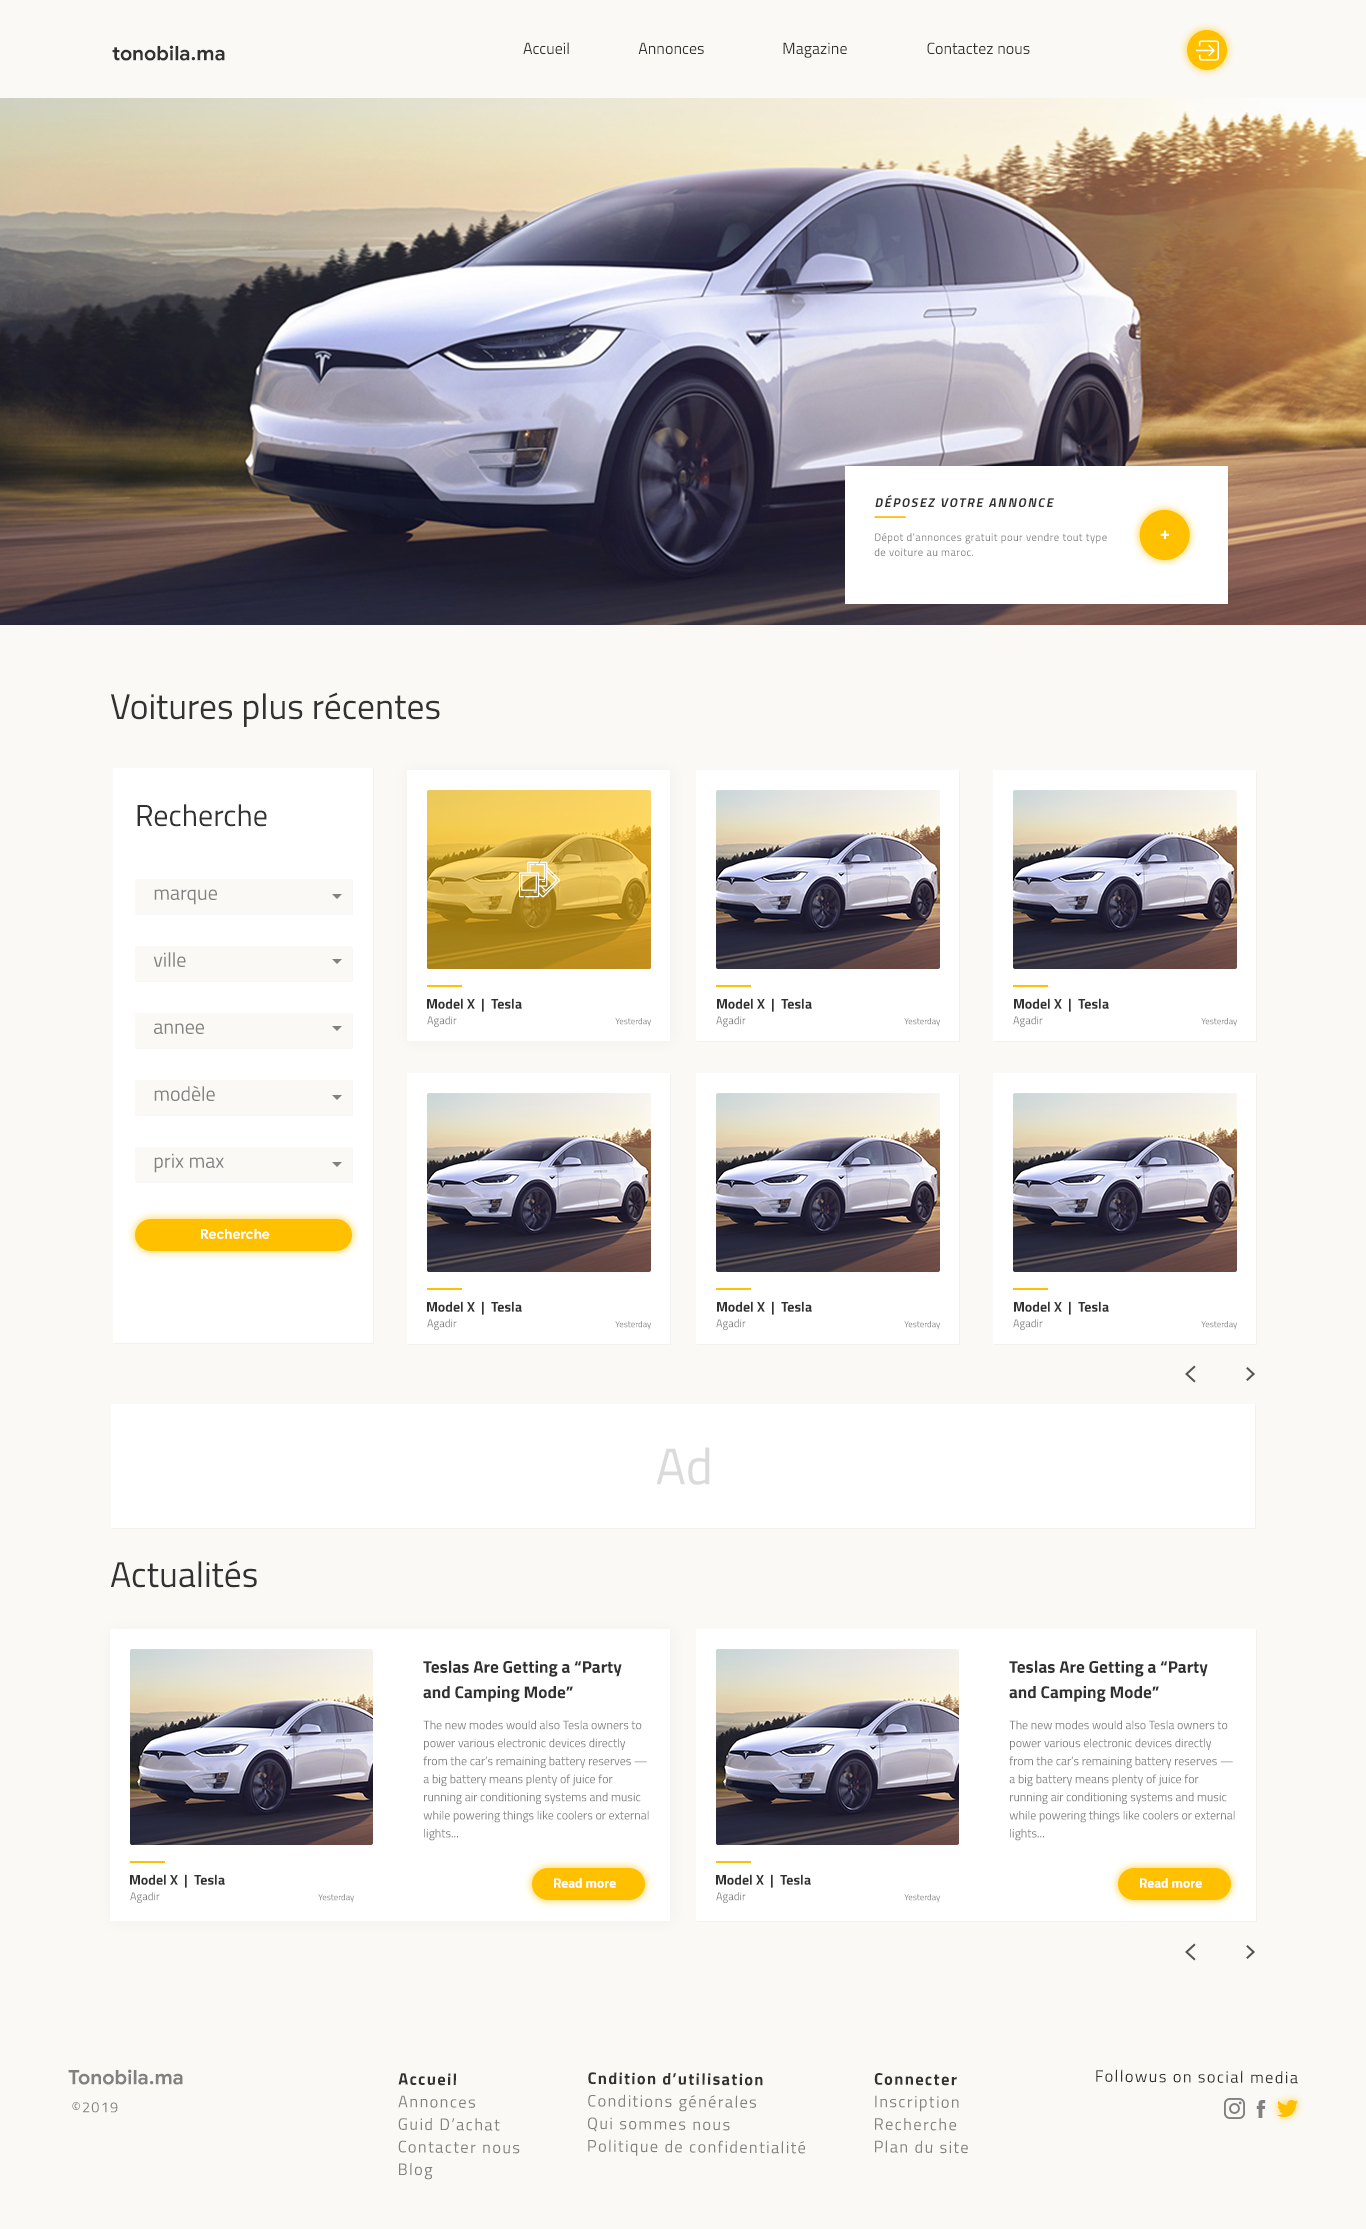 tonobila.ma
Accueil
Annonces
Magazine
Contactez nous
DÉPOSEZ VOTRE ANNONCE
Dépot d'annonces gratuit pour vendre tout type
de voiture au maroc.
+
Voitures plus récentes
Recherche
marque
ville
annee
modèle
prix max
Recherche
Model X | Tesla
Agadir
Yesterday
Model X | Tesla
Agadir
Yesterday
Model X | Tesla
Agadir
Yesterday
Model X | Tesla
Agadir
Yesterday
Model X | Tesla
Agadir
Yesterday
Model X | Tesla
Agadir
Yesterday
Ad
Actualités
Model X | Tesla
Agadir
Yesterday
Teslas Are Getting a “Party
and Camping Mode”
The new modes would also Tesla owners to
power various electronic devices directly
from the car's remaining battery reserves —
a big battery means plenty of juice for
running air conditioning systems and music
while powering things like coolers or external
lights...
Read more
Model X | Tesla
Agadir
Yesterday
Teslas Are Getting a “Party
and Camping Mode”
The new modes would also Tesla owners to
power various electronic devices directly
from the car's remaining battery reserves —
a big battery means plenty of juice for
running air conditioning systems and music
while powering things like coolers or external
lights...
Read more
Tonobila.ma
©2019
Accueil
Annonces
Guid D'achat
Contacter nous
Blog
Cndition d'utilisation
Conditions générales
Qui sommes nous
Politique de confidentialité
Connecter
Inscription
Recherche
Plan du site
Followus on social media